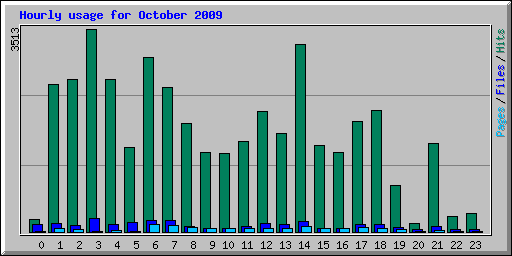 Hourly usage for October 2009
3513
Pages / Files / Hits
0 1 2 3 4 5 6 7 8 9 10 11 12 13 14 15 16 17 18 19 20 21 22 23